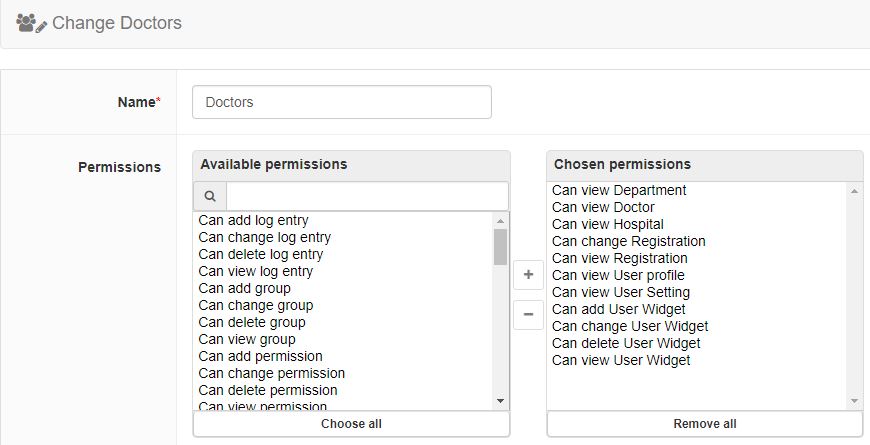 Change Doctors
Name*
Doctors
Permissions
Available permissions
Can add log entry
Can change log entry
Can delete log entry
Can view log entry
Can add group
Can change group
Can delete group
Can view group
Can add permission
Can change permission
Can delete permission
Can view permission
Choose all
Chosen permissions
Can view Department
Can view Doctor
Can view Hospital
Can change Registration
Can view Registration
Can view User profile
Can view User Setting
Can add User Widget
Can change User Widget
Can delete User Widget
Can view User Widget
Remove all